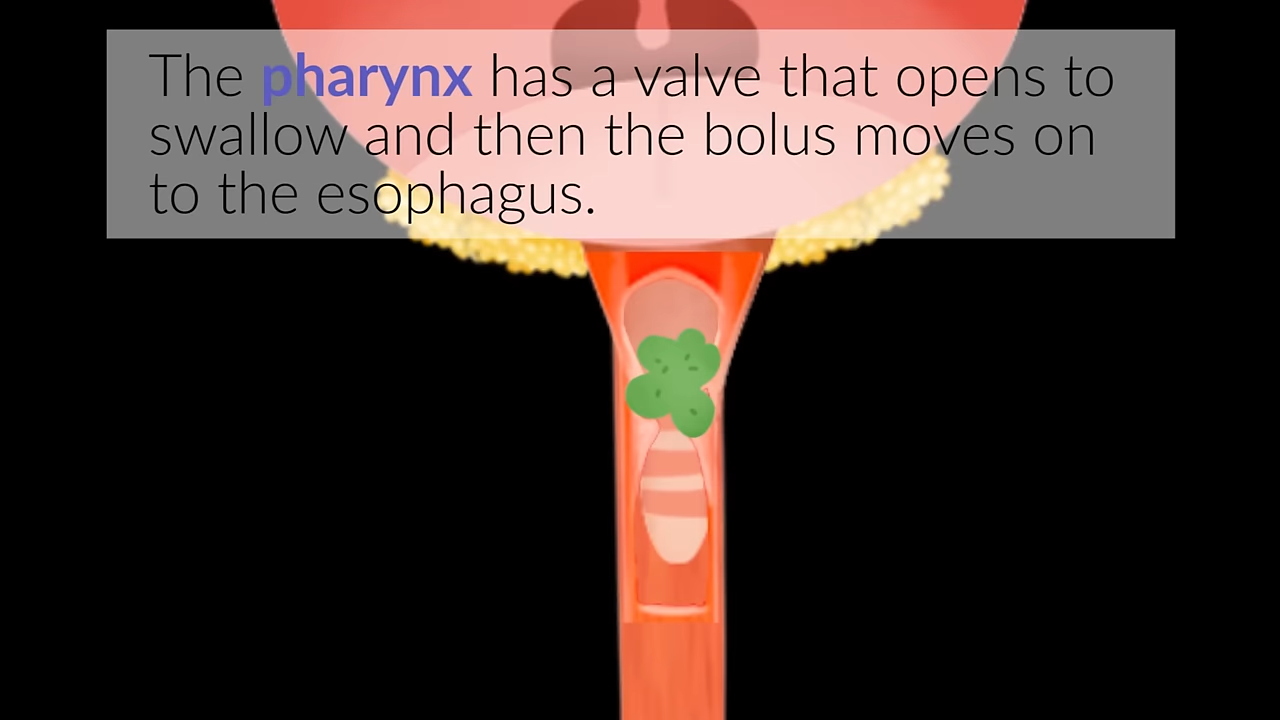 The pharynx has a valve that opens to
swallow and then the bolus moves on
to the esophagus.